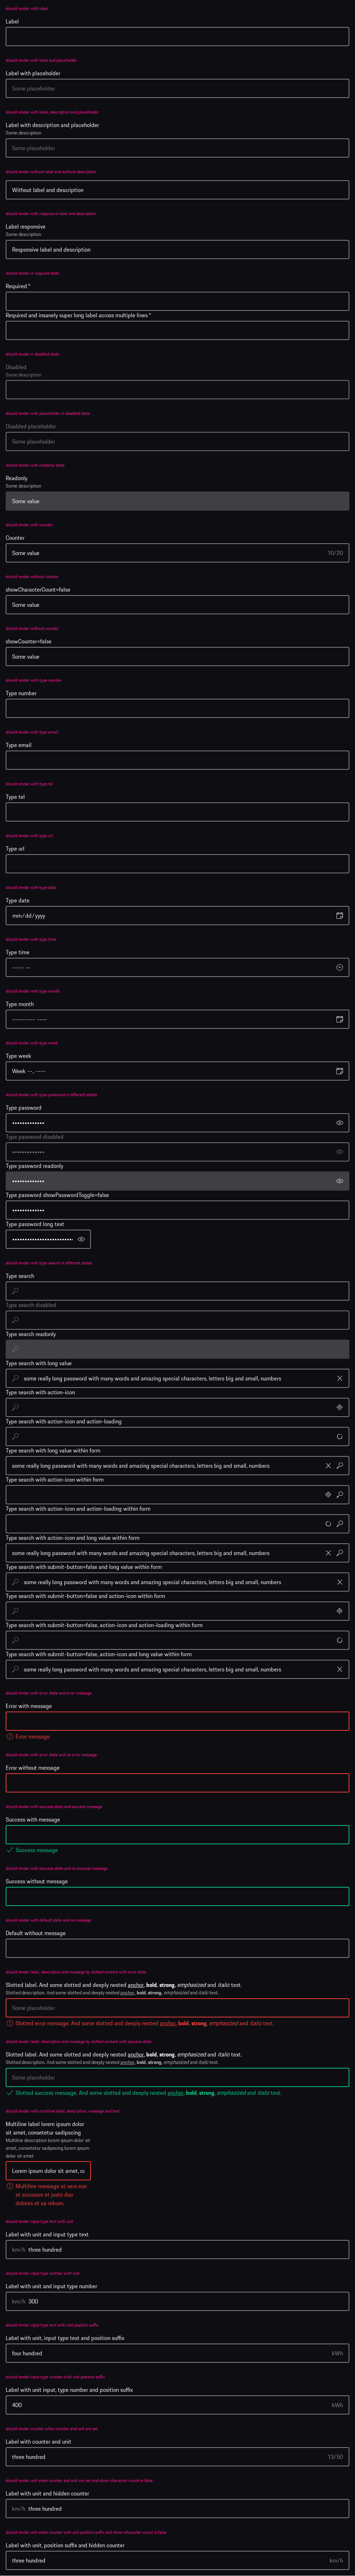 should render with label
Label
should render with label and placeholder
Label with placeholder
Some placeholder
should render with label, description and placeholder
Label with description and placeholder
Some description
Some placeholder
should render without label and without description
Without label and description
should render with responsive label and description
Label responsive
Some description
Responsive label and description
should render in required state
Required *
Required and insanely super long label across multiple lines *
should render in disabled state
Disabled
Some description
should render with placeholder in disabled state
Disabled placeholder
Some placeholder
should render with readonly state
Readonly
Some description
Some value
should render with counter
Counter
Some value 10/20
should render without counter
showCharacterCount=false
Some value
should render without counter
showCounter=false
Some value
should render with type number
Type number
should render with type email
Type email
should render with type tel
Type tel
should render with type url
Type url
should render with type date
Type date
mm/dd/yyyy
should render with type time
Type time
--:-- --
should render with type month
Type month
--------- ----
should render with type week
Type week
Week --, ----
should render with type password in different states
Type password
Type password disabled
Type password readonly
Type password showPasswordToggle=false
Type password long text
should render with type search in different states
Type search
Type search disabled
Type search readonly
Type search with long value
some really long password with many words and amazing special characters, letters big and small, numbers
Type search with action-icon
Type search with action-icon and action-loading
Type search with long value within form
some really long password with many words and amazing special characters, letters big and small, numbers
Type search with action-icon within form
Type search with action-icon and action-loading within form
Type search with action-icon and long value within form
some really long password with many words and amazing special characters, letters big and small, numbers
Type search with submit-button=false and long value within form
some really long password with many words and amazing special characters, letters big and small, numbers
Type search with submit-button=false and action-icon within form
Type search with submit-button=false, action-icon and action-loading within form
Type search with submit-button=false, action-icon and long value within form
some really long password with many words and amazing special characters, letters big and small, numbers
should render with error state and error message
Error with message
Error message
should render with error state and no error message
Error without message
should render with success state and success message
Success with message
Success message
should render with success state and no success message
Success without message
should render with default state and no message
Default without message
should render label, description and message by slotted content with error state
Slotted label. And some slotted and deeply nested anchor, bold, strong, emphasized and italic text.
Slotted description. And some slotted and deeply nested anchor, bold, strong, emphasized and italic text.
Some placeholder
Slotted error message. And some slotted and deeply nested anchor, bold, strong, emphasized and italic text.
should render label, description and message by slotted content with success state
Slotted label. And some slotted and deeply nested anchor, bold, strong, emphasized and italic text.
Slotted description. And some slotted and deeply nested anchor, bold, strong, emphasized and italic text.
Some placeholder
Slotted success message. And some slotted and deeply nested anchor, bold, strong, emphasized and italic text.
should render with multiline label, description, message and text
Multiline label lorem ipsum dolor
sit amet, consetetur sadipscing
Multiline description lorem ipsum dolor sit
amet, consetetur sadipscing lorem ipsum
dolor sit amet
Lorem ipsum dolor sit amet, co
Multiline message at vero eos
et accusam et justo duo
dolores et ea rebum.
should render input type text with unit
Label with unit and input type text
km/h three hundred
should render input type number with unit
Label with unit and input type number
km/h 300
should render input type text with unit position suffix
Label with unit, input type text and position suffix
four hundred kWh
should render input type number with unit position suffix
Label with unit input, type number and position suffix
400 kWh
should render counter when counter and unit are set
Label with counter and unit
three hundred 13/50
should render unit when counter and unit are set and show-character-count is false
Label with unit and hidden counter
km/h three hundred
should render unit when counter and unit with unit position suffix and show-character-count is false
Label with unit, position suffix and hidden counter
three hundred km/h